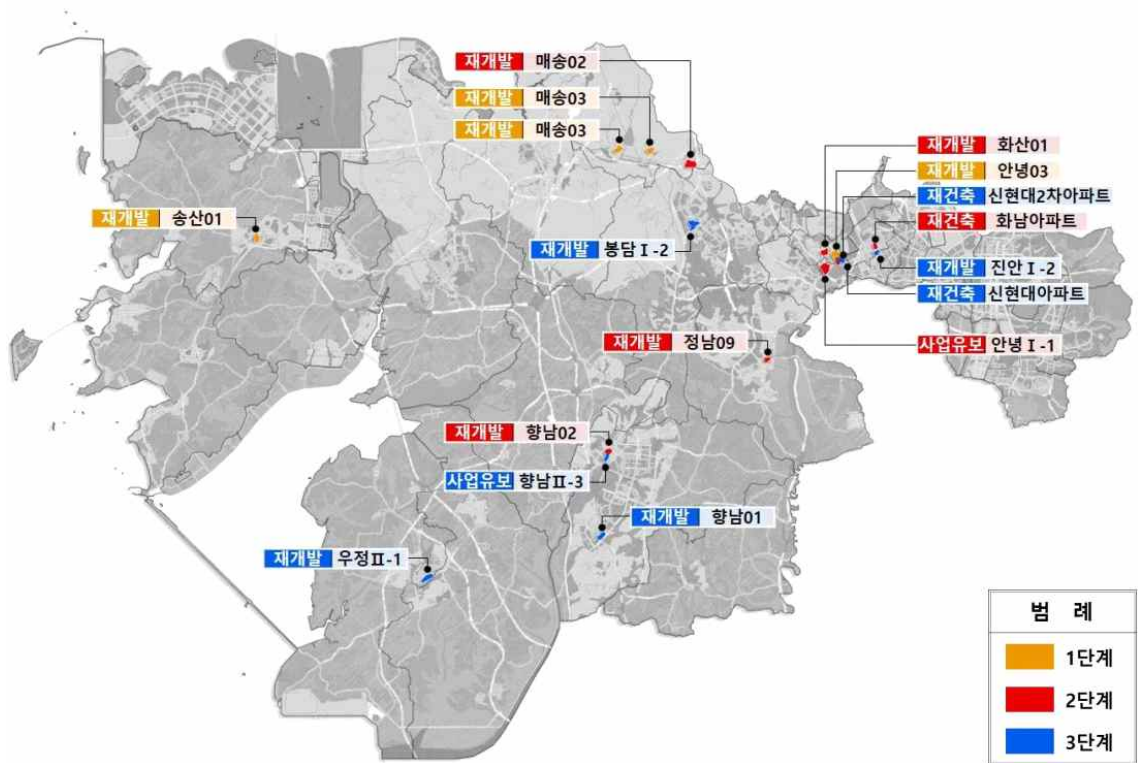 재개발 매송02
재개발 매송03
재개발 매송03
재개발 화산01
재개발 안녕03
재건축 신현대2차아파트
재건축 화남아파트
재개발 진안Ⅰ-2
재건축 신현대아파트
사업유보 안녕Ⅰ-1
재개발 송산01
재개발 봉담Ⅰ-2
재개발 정남09
재개발 향남02
사업유보 향남Ⅱ-3
재개발 향남01
재개발 우정Ⅱ-1
범 례
1단계
2단계
3단계